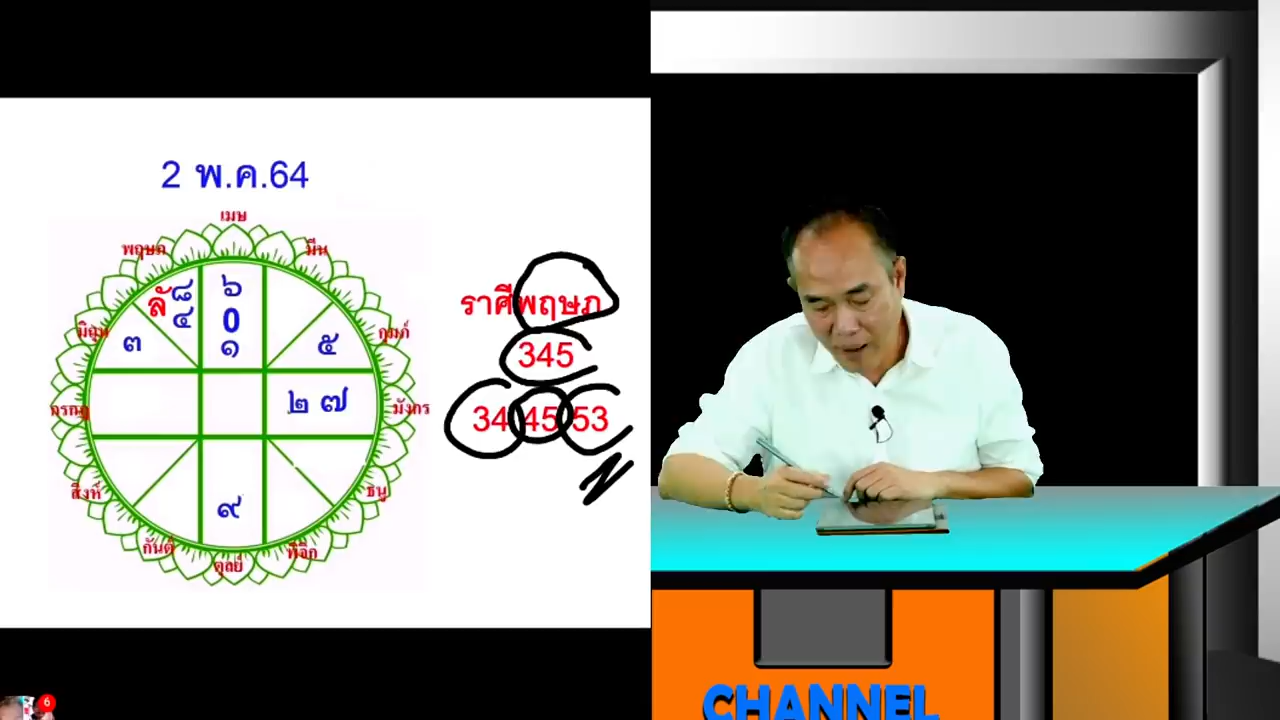 2 พ.ค.64
เมษ
พฤษภ
มีน
ลั
๘
๖
๔
0
มิถุน
กุมภ์
๓
๑
๕
กรกฎ
๒ ๗
มังกร
สิงห์
ธนู
๙
กันย์
พิจิก
ตุลย์
ราศีพฤษภ
345
34 45 53
6
CHANNEL